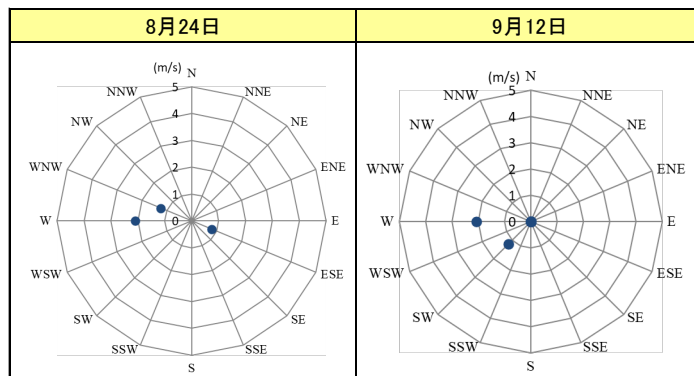 8月24日
(m/s)
N
NNW
NNE
NW
NE
WNW
ENE
W
E
WSW
ESE
SW
SE
SSW
SSE
S
5
4
3
2
1
0
9月12日
(m/s)
N
NNW
NNE
NW
NE
WNW
ENE
W
E
WSW
ESE
SW
SE
SSW
SSE
S
5
4
3
2
1
0